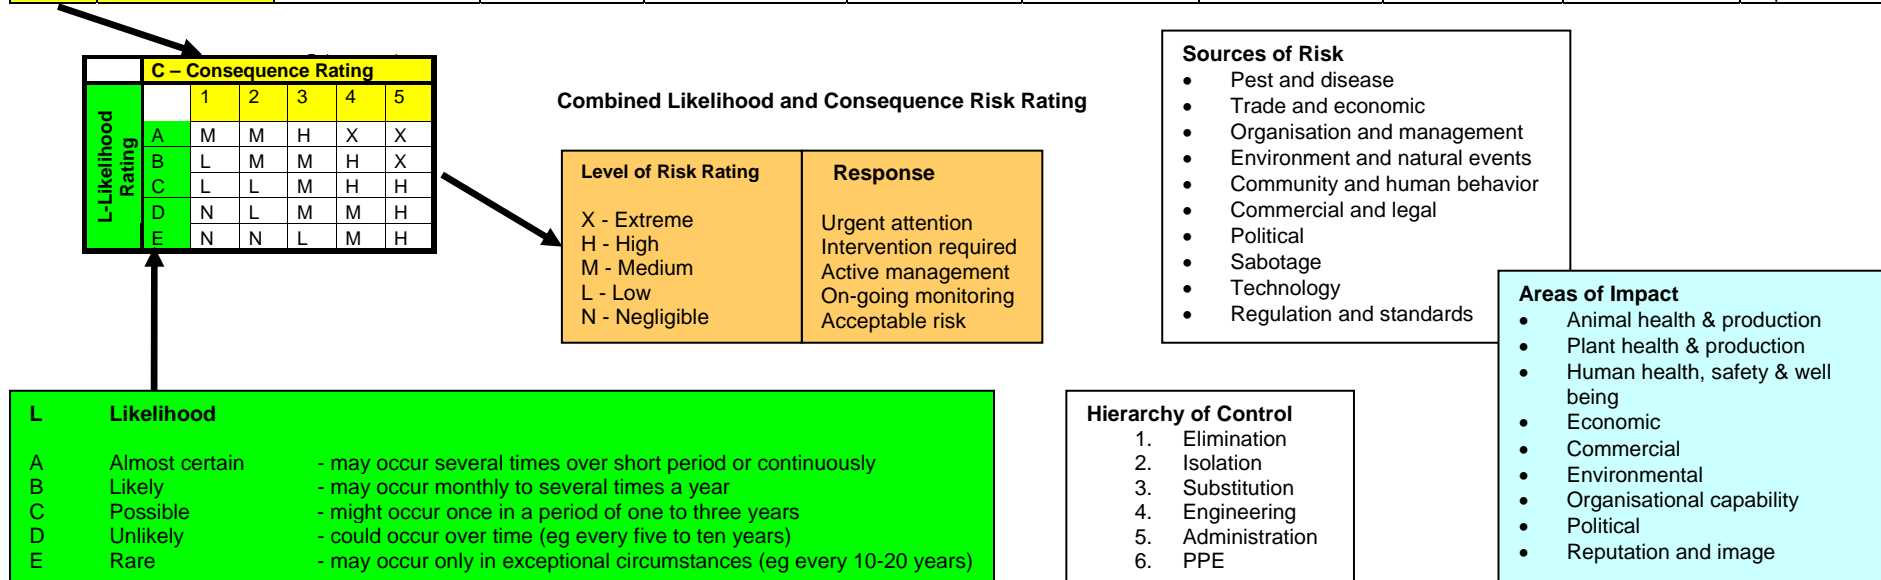 C – Consequence Rating
L-Likelihood Rating
1 2 3 4 5
A M M H X X
B L M M H X
C L L M H H
D N L M M H
E N N L M H
Combined Likelihood and Consequence Risk Rating
Level of Risk Rating Response
X - Extreme Urgent attention
H - High Intervention required
M - Medium Active management
L - Low On-going monitoring
N - Negligible Acceptable risk
Sources of Risk
• Pest and disease
• Trade and economic
• Organisation and management
• Environment and natural events
• Community and human behavior
• Commercial and legal
• Political
• Sabotage
• Technology
• Regulation and standards
Areas of Impact
• Animal health & production
• Plant health & production
• Human health, safety & well
being
• Economic
• Commercial
• Environmental
• Organisational capability
• Political
• Reputation and image
L Likelihood
A Almost certain - may occur several times over short period or continuously
B Likely - may occur monthly to several times a year
C Possible - might occur once in a period of one to three years
D Unlikely - could occur over time (eg every five to ten years)
E Rare - may occur only in exceptional circumstances (eg every 10-20 years)
Hierarchy of Control
1. Elimination
2. Isolation
3. Substitution
4. Engineering
5. Administration
6. PPE